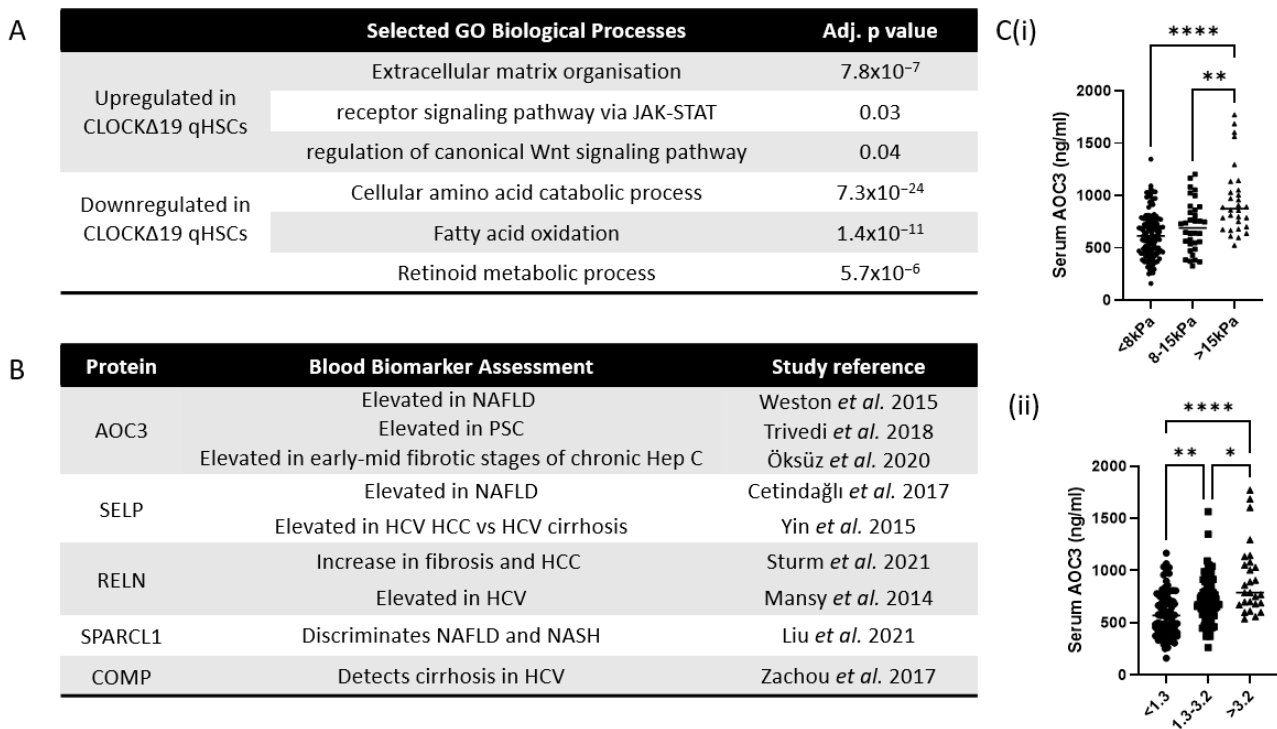 A
Selected GO Biological Processes Adj. p value
Upregulated in CLOCKΔ19 qHSCs
Extracellular matrix organisation 7.8x10⁻⁷
receptor signaling pathway via JAK-STAT 0.03
regulation of canonical Wnt signaling pathway 0.04
Downregulated in CLOCKΔ19 qHSCs
Cellular amino acid catabolic process 7.3x10⁻²⁴
Fatty acid oxidation 1.4x10⁻¹¹
Retinoid metabolic process 5.7x10⁻⁶
B
Protein Blood Biomarker Assessment Study reference
AOC3
Elevated in NAFLD Weston et al. 2015
Elevated in PSC Trivedi et al. 2018
Elevated in early-mid fibrotic stages of chronic Hep C Öksüz et al. 2020
SELP
Elevated in NAFLD Cetindağlı et al. 2017
Elevated in HCV HCC vs HCV cirrhosis Yin et al. 2015
RELN
Increase in fibrosis and HCC Sturm et al. 2021
Elevated in HCV Mansy et al. 2014
SPARCL1 Discriminates NAFLD and NASH Liu et al. 2021
COMP Detects cirrhosis in HCV Zachou et al. 2017
C(i)
****
**
Serum AOC3 (ng/ml)
2000
1500
1000
500
0
<8kPa
8-15kPa
>15kPa
(ii)
****
** *
Serum AOC3 (ng/ml)
2000
1500
1000
500
0
<1.3
1.3-3.2
>3.2